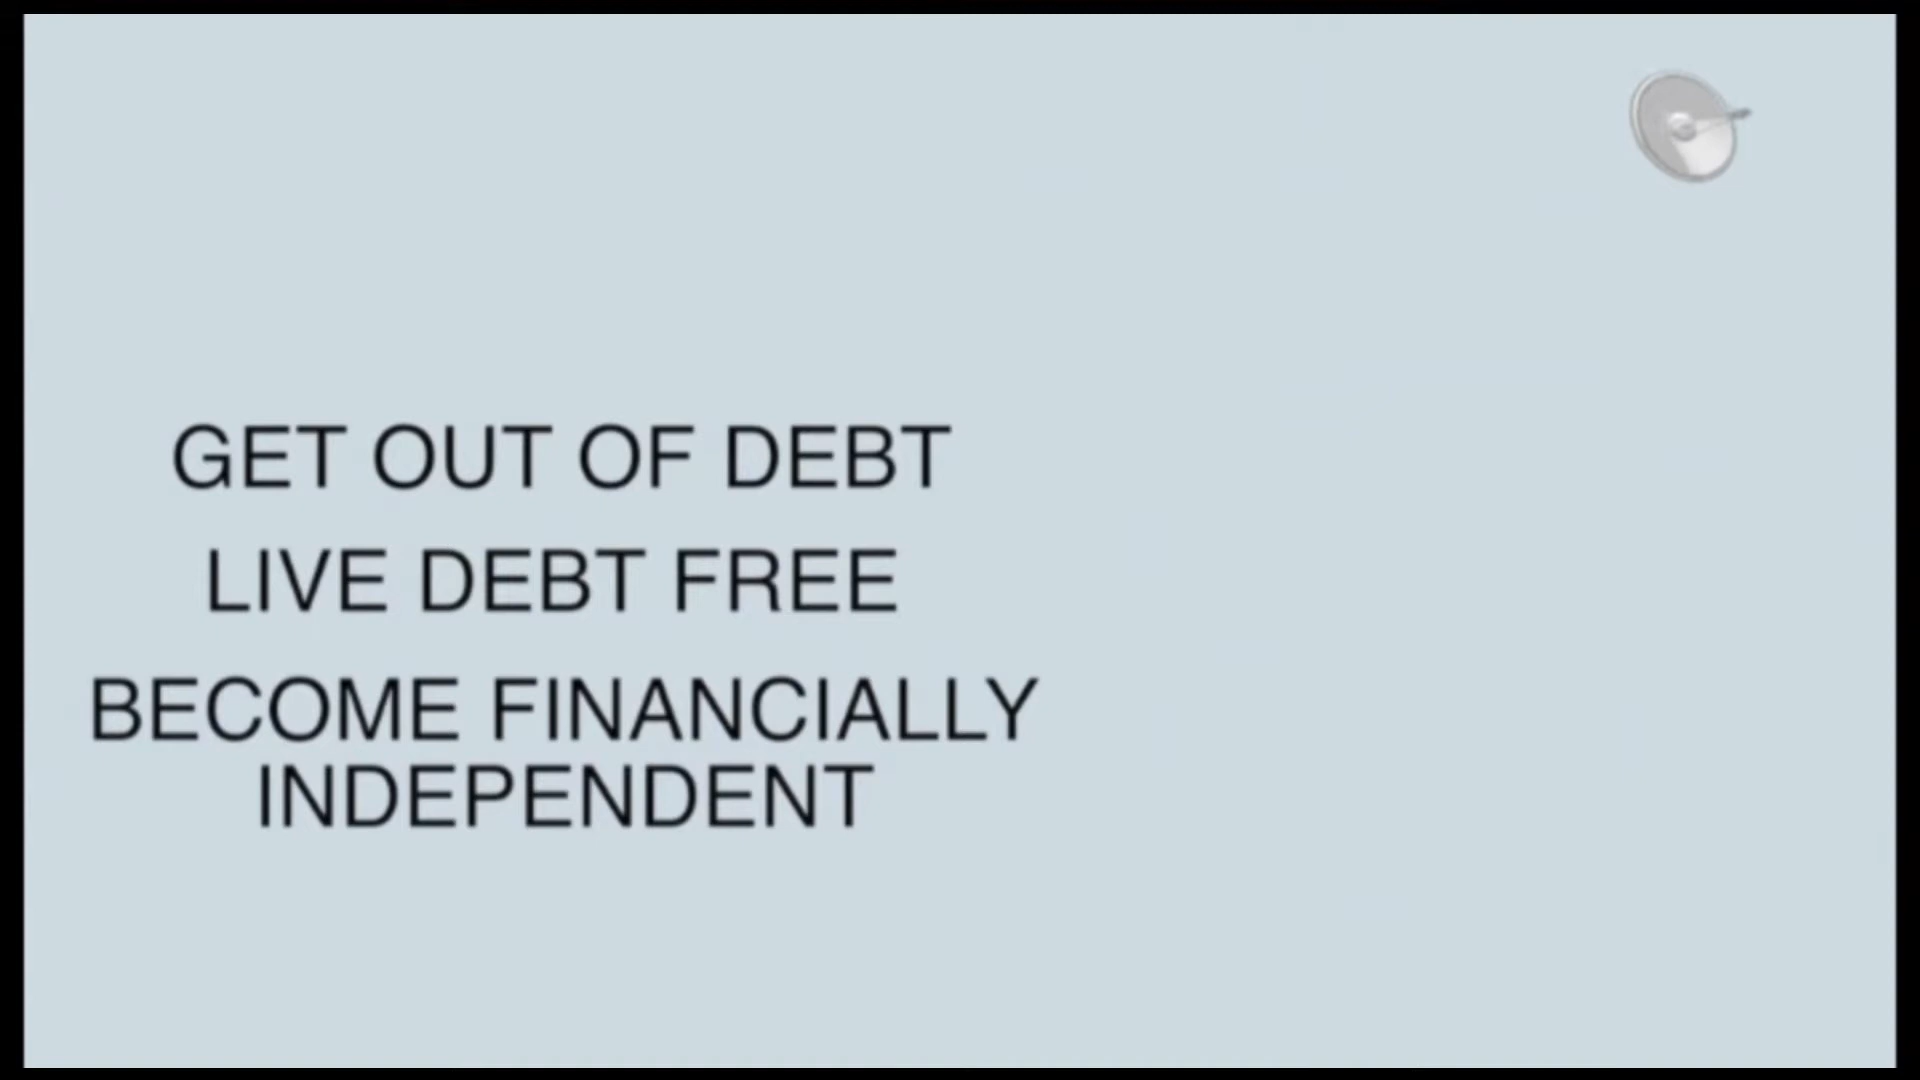 GET OUT OF DEBT
LIVE DEBT FREE
BECOME FINANCIALLY
INDEPENDENT